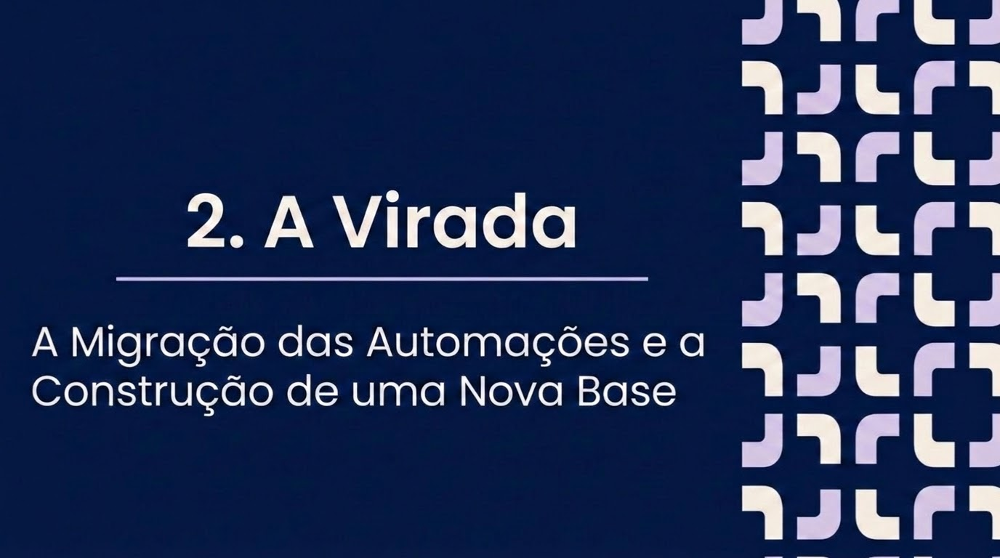 2. A Virada
A Migração das Automações e a
Construção de uma Nova Base